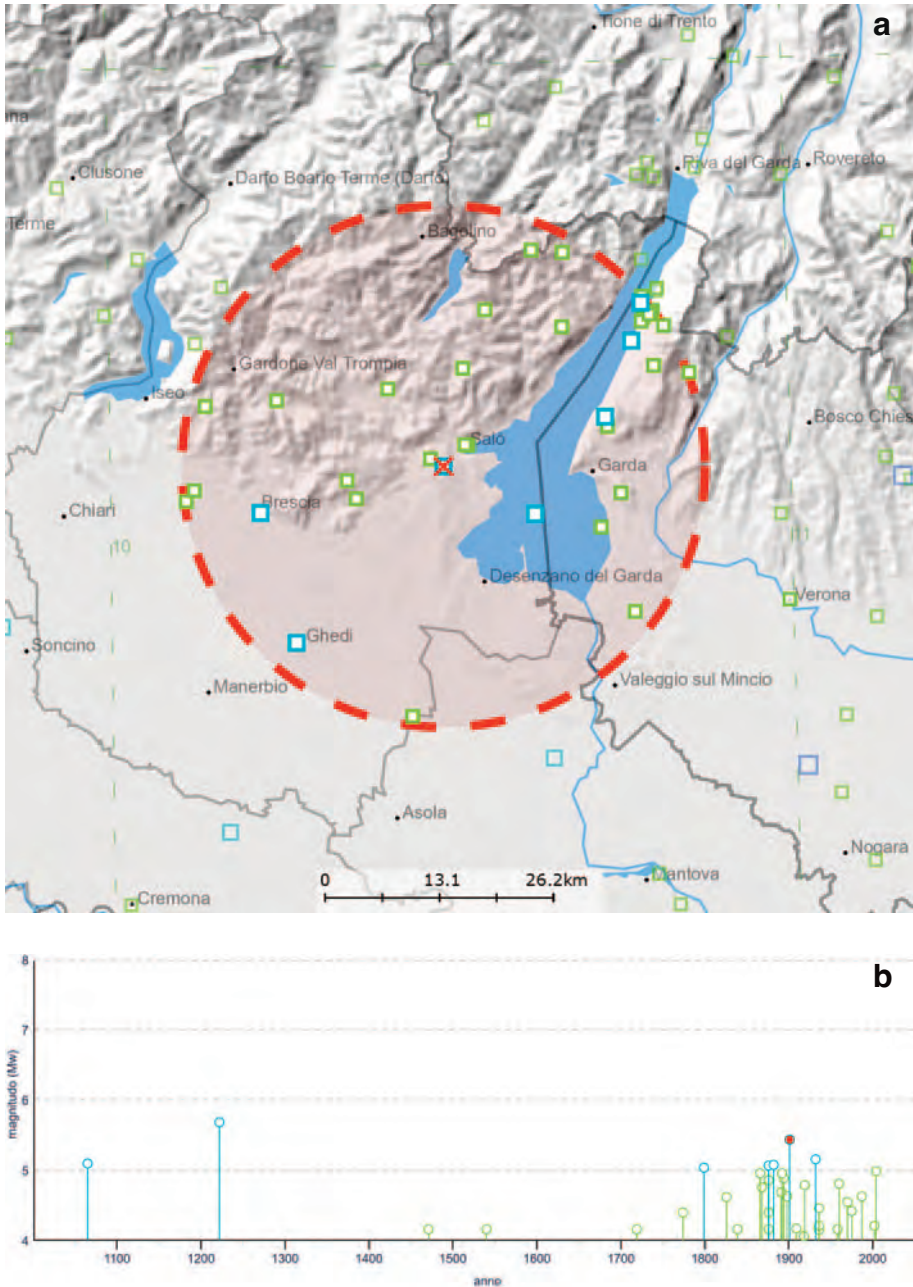 a
Tione di Trento
ana
Clusone
Darfo Boario Terme (Darfo)
Riva del Garda
Rovereto
Terme
Bagolino
Gardone Val Trompia
Iseo
Bosco Chies
Salò
Garda
Chiari
Brescia
10
11
Desenzano del Garda
Verona
Soncino
Ghedi
Manerbio
Valeggio sul Mincio
Asola
Nogara
0 13.1 26.2km
Mantova
Cremona
b
magnitudo (Mw)
8
7
6
5
4
1100 1200 1300 1400 1500 1600 1700 1800 1900 2000
anno